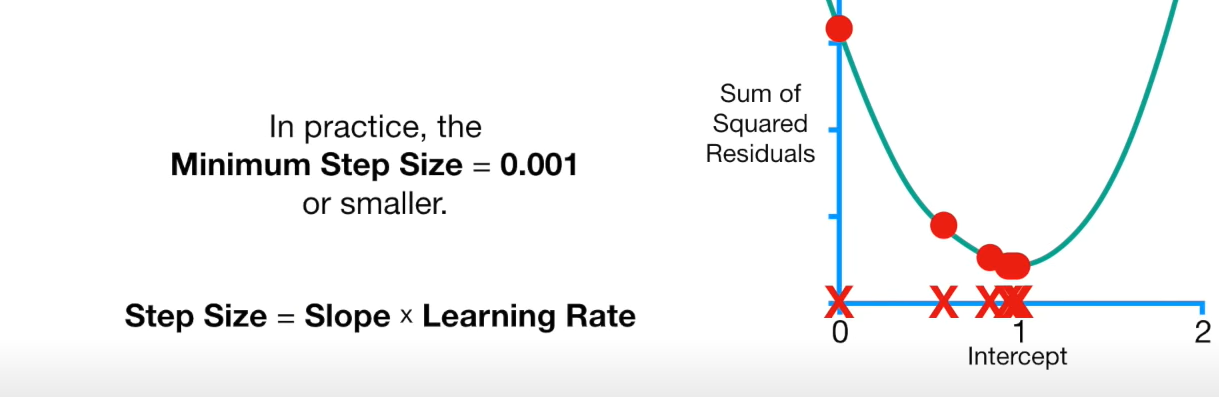 In practice, the
Minimum Step Size = 0.001
or smaller.
Step Size = Slope x Learning Rate
Sum of
Squared
Residuals
X X X X X
0 1 2
Intercept